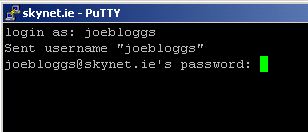 skynet.ie - PuTTY
login as: joebloggs
Sent username "joebloggs"
joebloggs@skynet.ie's password: